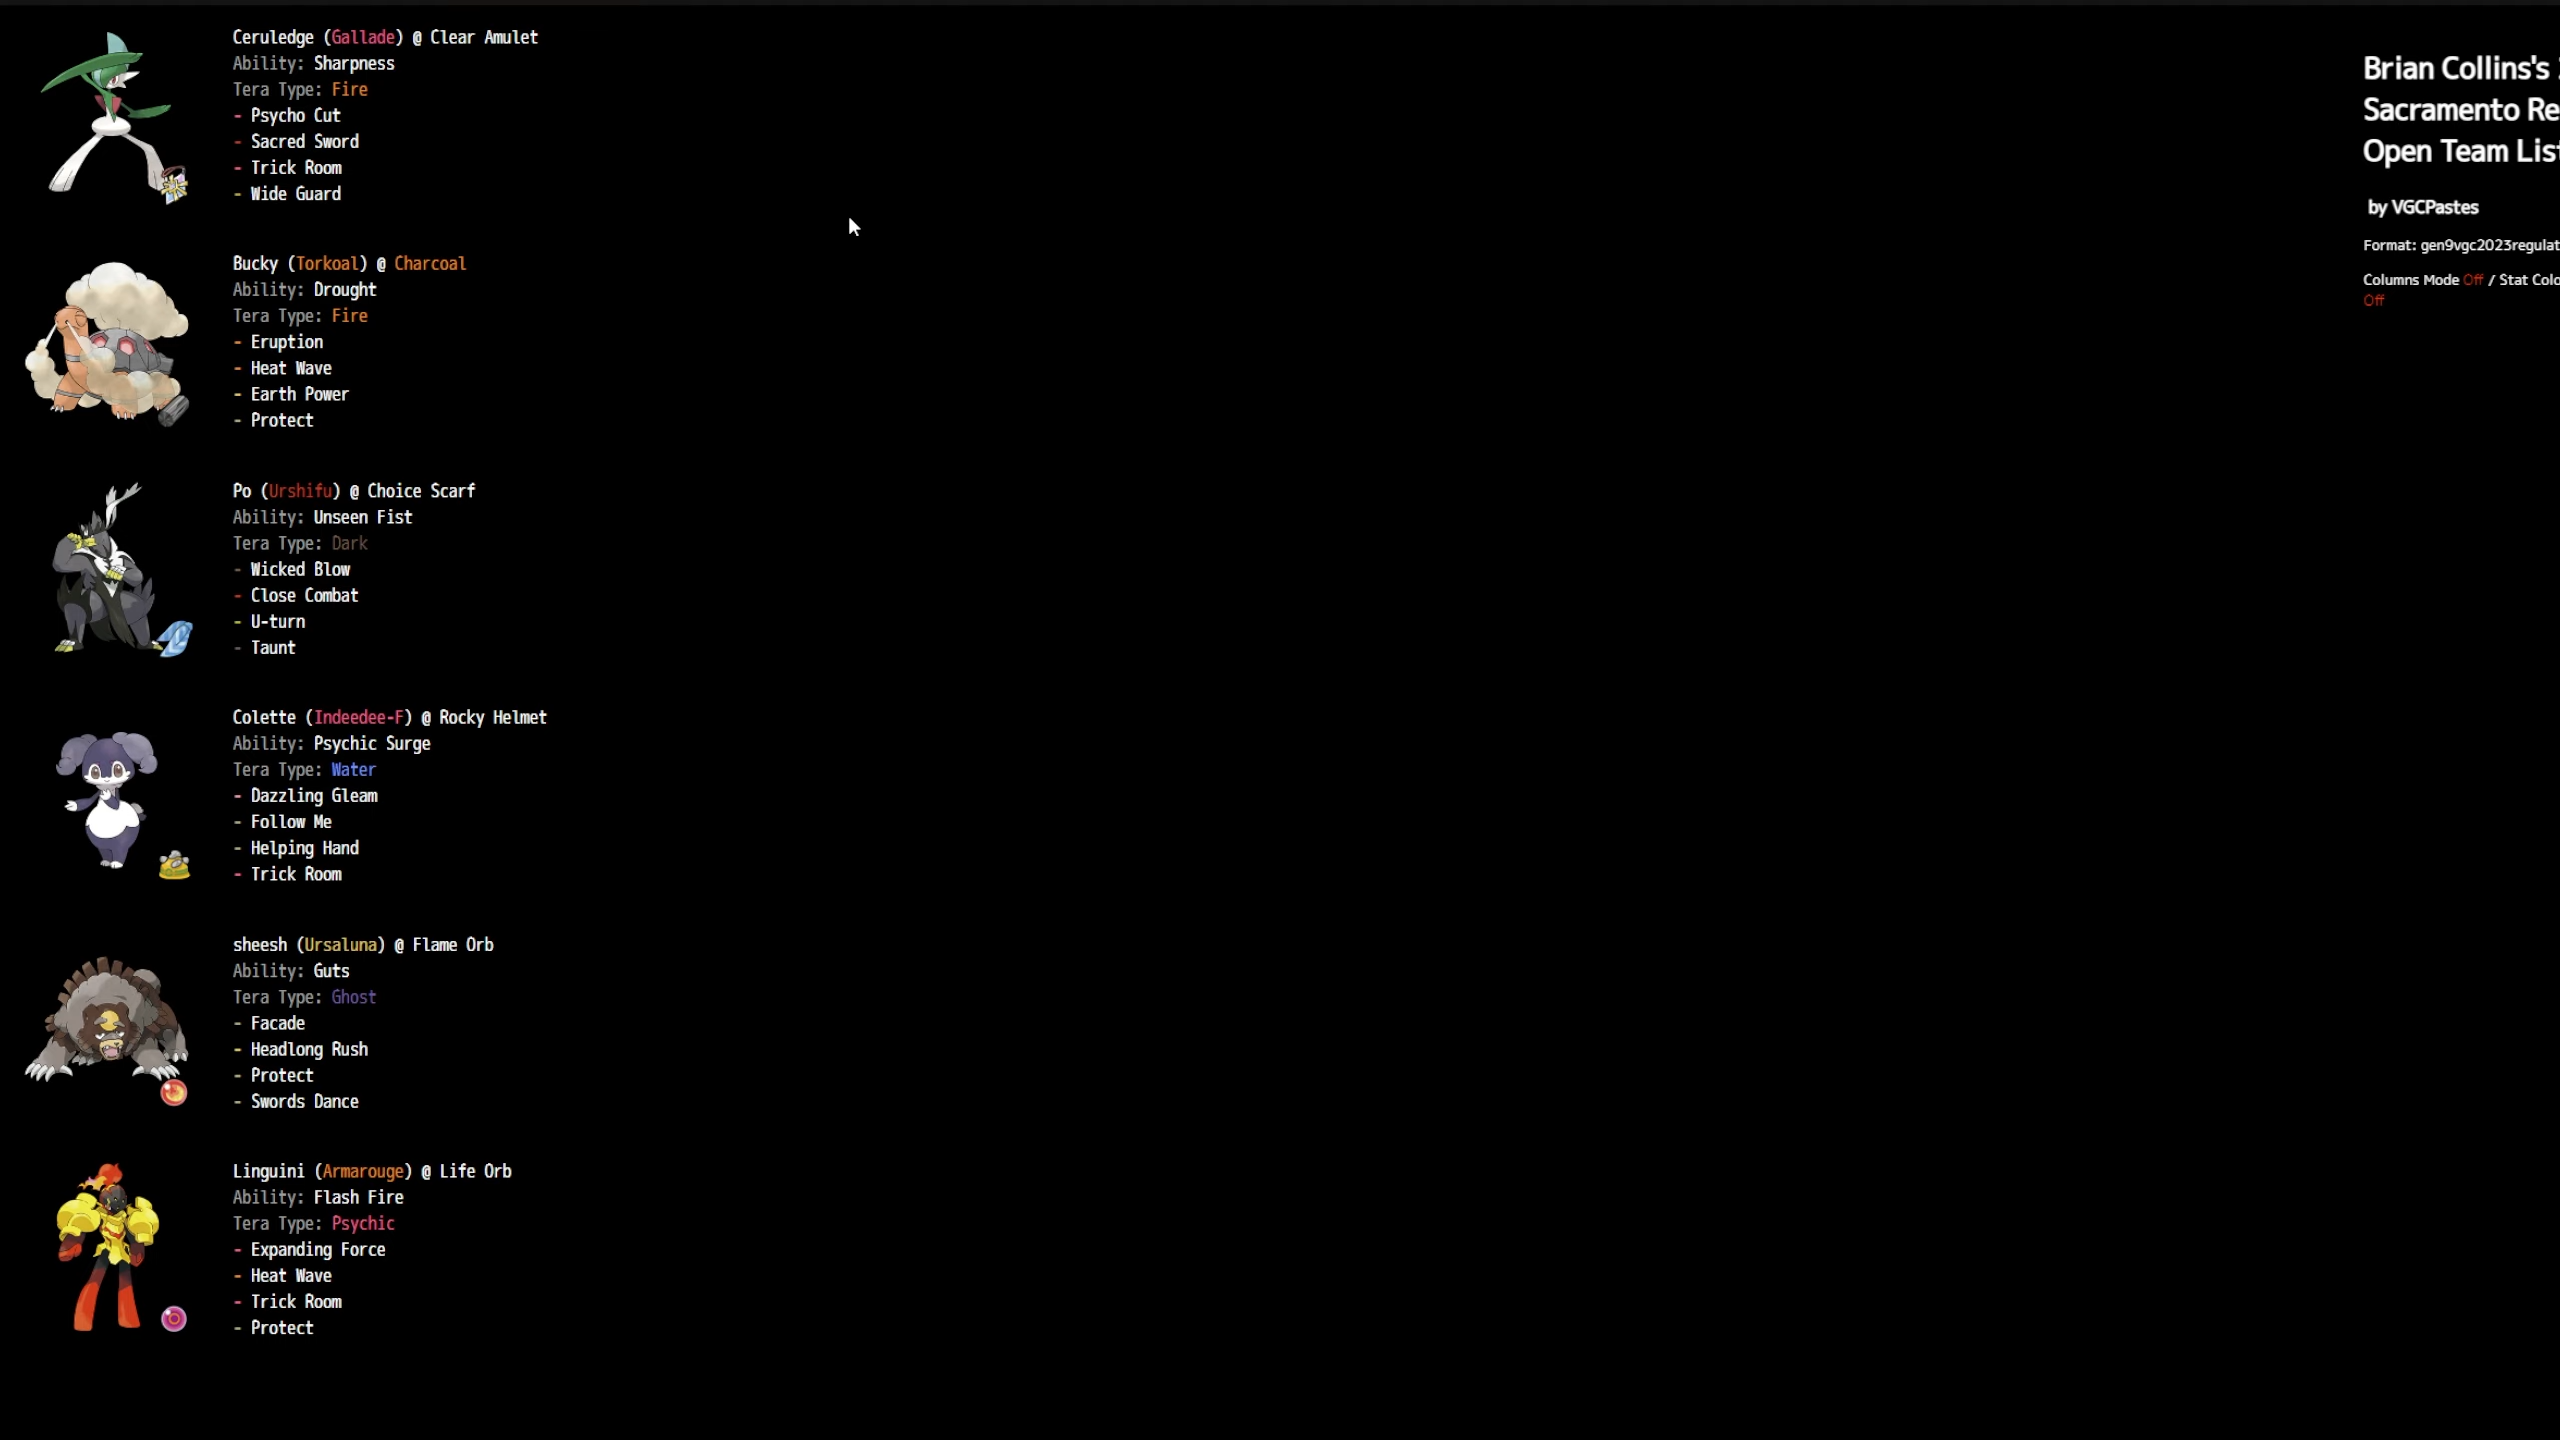 Ceruledge (Gallade) @ Clear Amulet
Ability: Sharpness
Tera Type: Fire
- Psycho Cut
- Sacred Sword
- Trick Room
- Wide Guard
Bucky (Torkoal) @ Charcoal
Ability: Drought
Tera Type: Fire
- Eruption
- Heat Wave
- Earth Power
- Protect
Po (Urshifu) @ Choice Scarf
Ability: Unseen Fist
Tera Type: Dark
- Wicked Blow
- Close Combat
- U-turn
- Taunt
Colette (Indeedee-F) @ Rocky Helmet
Ability: Psychic Surge
Tera Type: Water
- Dazzling Gleam
- Follow Me
- Helping Hand
- Trick Room
sheesh (Ursaluna) @ Flame Orb
Ability: Guts
Tera Type: Ghost
- Facade
- Headlong Rush
- Protect
- Swords Dance
Linguini (Armarouge) @ Life Orb
Ability: Flash Fire
Tera Type: Psychic
- Expanding Force
- Heat Wave
- Trick Room
- Protect
Brian Collins's
Sacramento Re
Open Team Lis
by VGCPastes
Format: gen9vgc2023regulat
Columns Mode Off / Stat Colo
Off